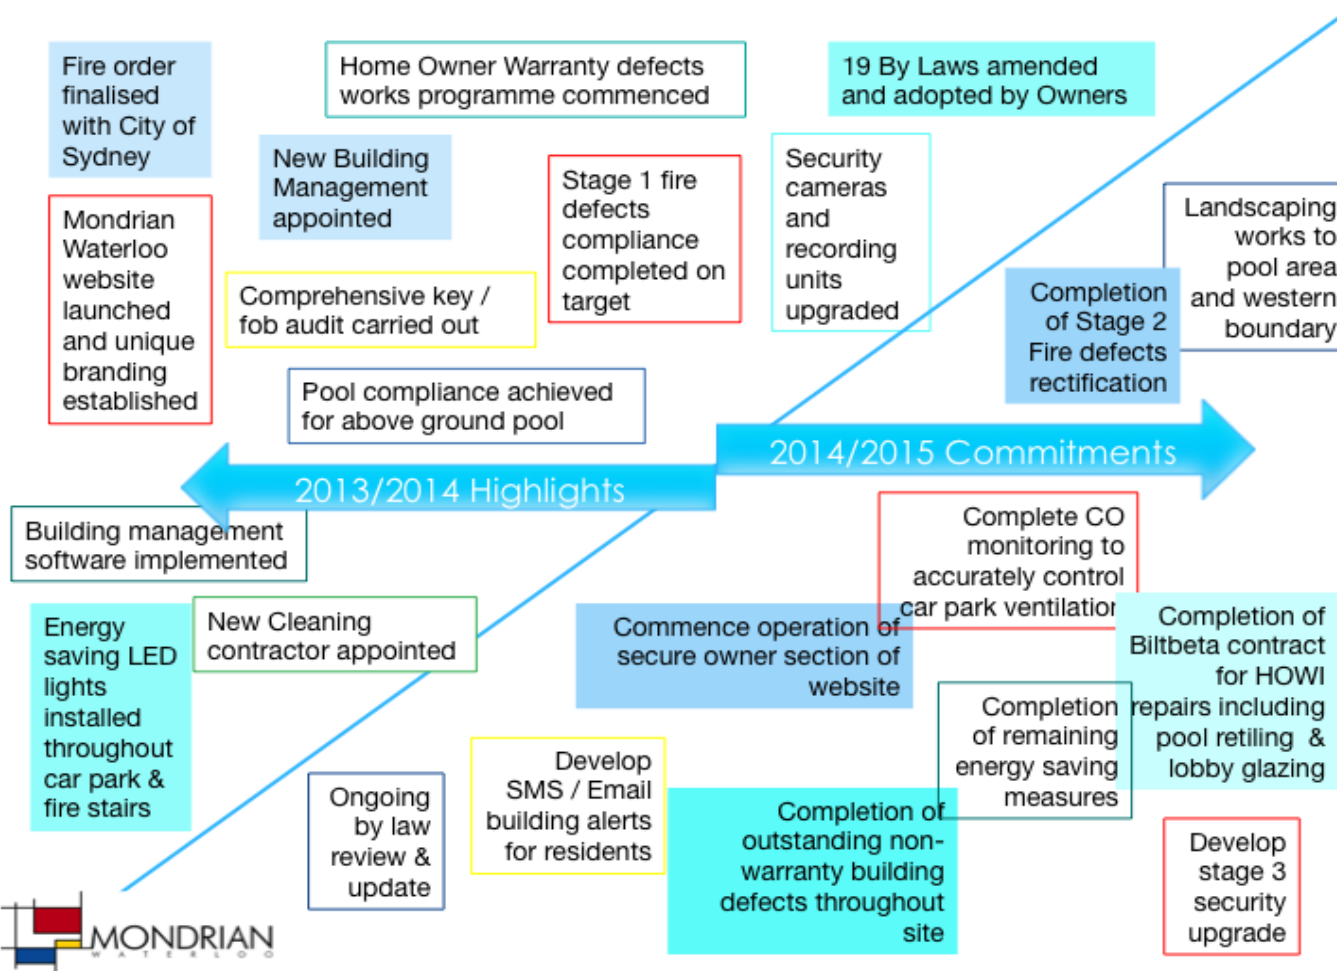 Fire order
finalised
with City of
Sydney
Home Owner Warranty defects
works programme commenced
19 By Laws amended
and adopted by Owners
New Building
Management
appointed
Stage 1 fire
defects
compliance
completed on
target
Security
cameras
and
recording
units
upgraded
Mondrian
Waterloo
website
launched
and unique
branding
established
Comprehensive key /
fob audit carried out
Landscaping
works to
pool area
and western
boundary
Completion
of Stage 2
Fire defects
rectification
Pool compliance achieved
for above ground pool
2014/2015 Commitments
2013/2014 Highlights
Building management
software implemented
Complete CO
monitoring to
accurately control
car park ventilation
Energy
saving LED
lights
installed
throughout
car park &
fire stairs
New Cleaning
contractor appointed
Commence operation of
secure owner section of
website
Completion of
Biltbeta contract
for HOWI
repairs including
pool retiling &
lobby glazing
Completion
of remaining
energy saving
measures
Develop
SMS / Email
building alerts
for residents
Ongoing
by law
review &
update
Completion of
outstanding non-
warranty building
defects throughout
site
Develop
stage 3
security
upgrade
MONDRIAN
WATERLOO